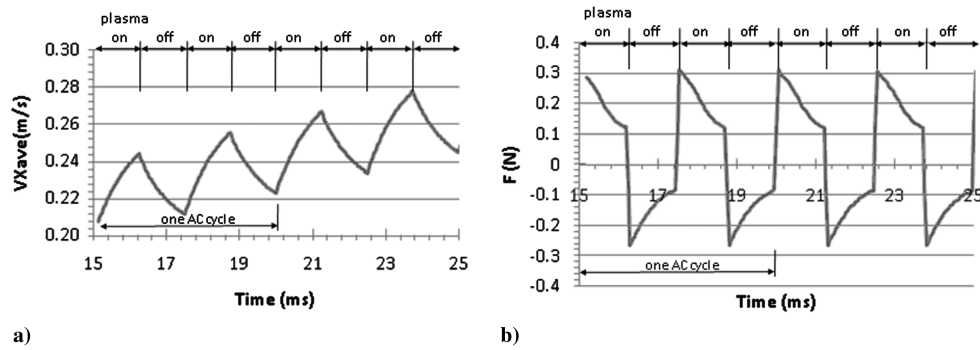 plasma
on off on off on off on off
0.30
0.28
0.26
0.24
0.22
0.20
VXave(m/s)
one AC cycle
15 17 19 21 23 25
Time (ms)
a)
plasma
on off on off on off on off
0.4
0.3
0.2
0.1
0
-0.1
-0.2
-0.3
-0.4
F (N)
15 17 19 21 23 25
one AC cycle
Time (ms)
b)